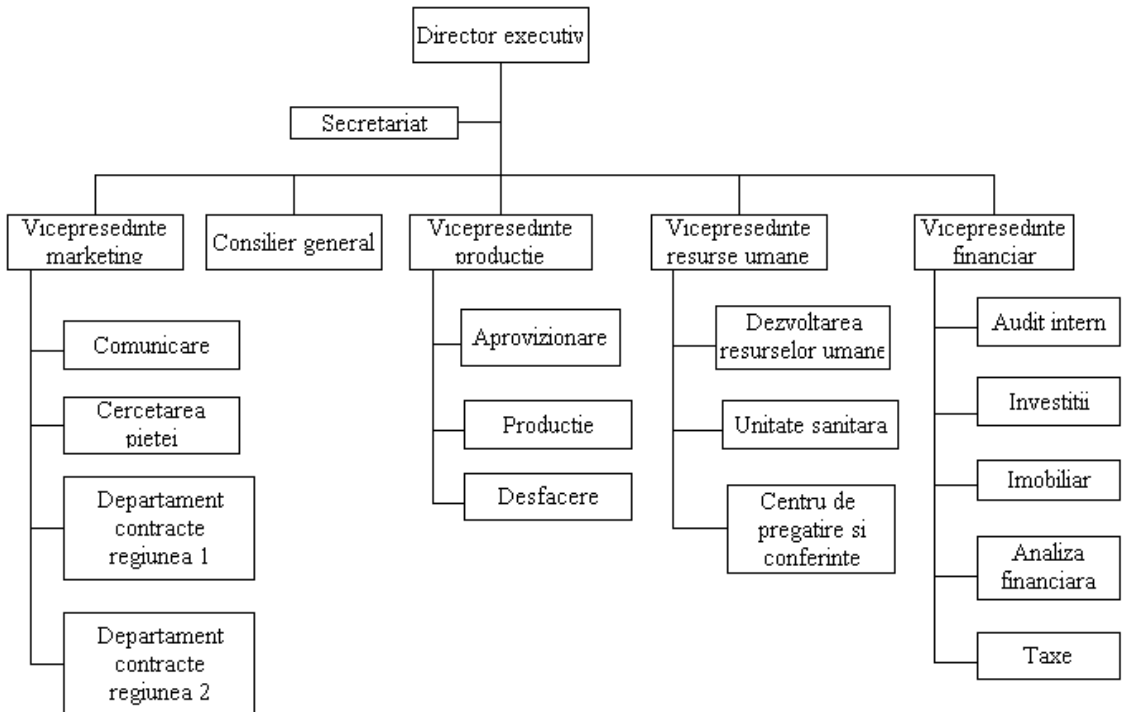 Director executiv
Secretariat
Vicepresedinte
marketing
Consilier general
Vicepresedinte
productie
Vicepresedinte
resurse umane
Vicepresedinte
financiar
Comunicare
Cercetarea
pietei
Departament
contracte
regiunea 1
Departament
contracte
regiunea 2
Aprovizionare
Productie
Desfacere
Dezvoltarea
resurselor umane
Unitate sanitara
Centru de
pregatire si
conferinte
Audit intern
Investitii
Imobiliar
Analiza
financiara
Taxe